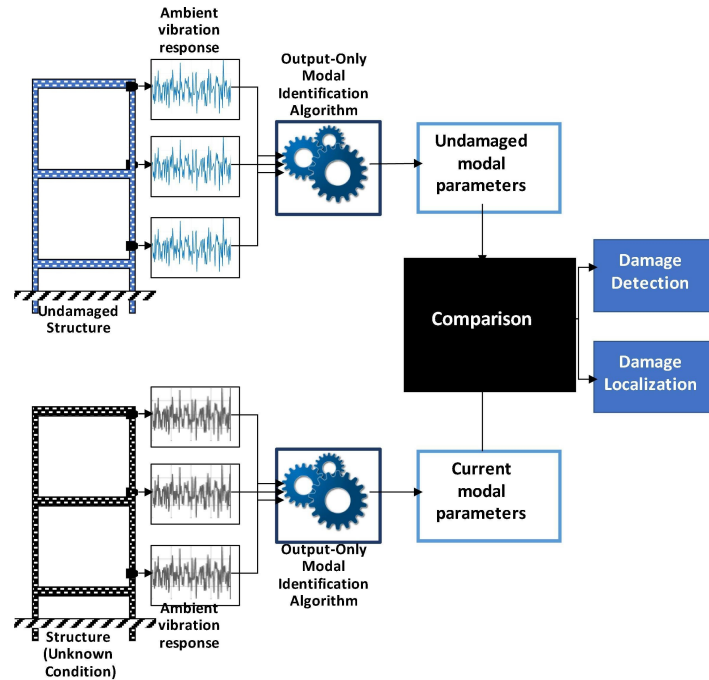 Ambient
vibration
response
Output-Only
Modal
Identification
Algorithm
Undamaged
modal
parameters
Undamaged
Structure
Comparison
Damage
Detection
Damage
Localization
Current
modal
parameters
Output-Only
Modal
Identification
Algorithm
Ambient
vibration
response
Structure
(Unknown
Condition)